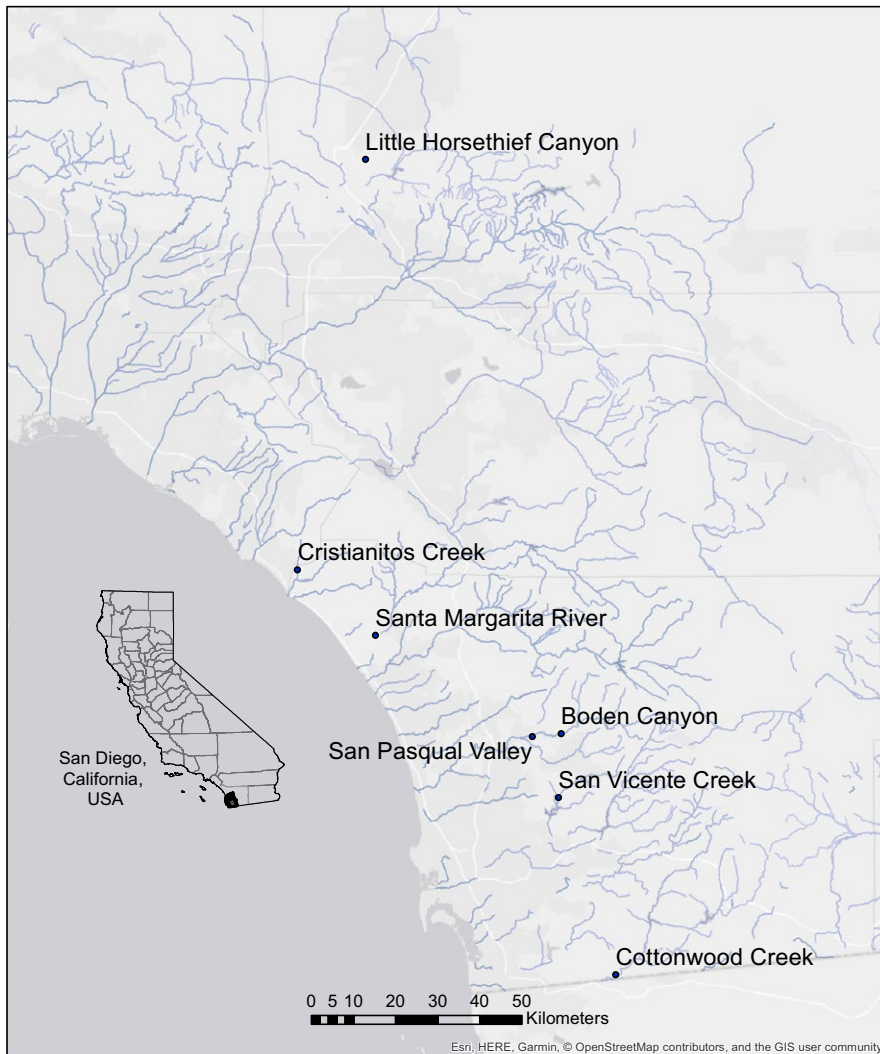 Little Horsethief Canyon
Cristianitos Creek
Santa Margarita River
Boden Canyon
San Pasqual Valley
San Vicente Creek
San Diego,
California,
USA
Cottonwood Creek
0 5 10 20 30 40 50
Kilometers
Esri, HERE, Garmin, © OpenStreetMap contributors, and the GIS user community